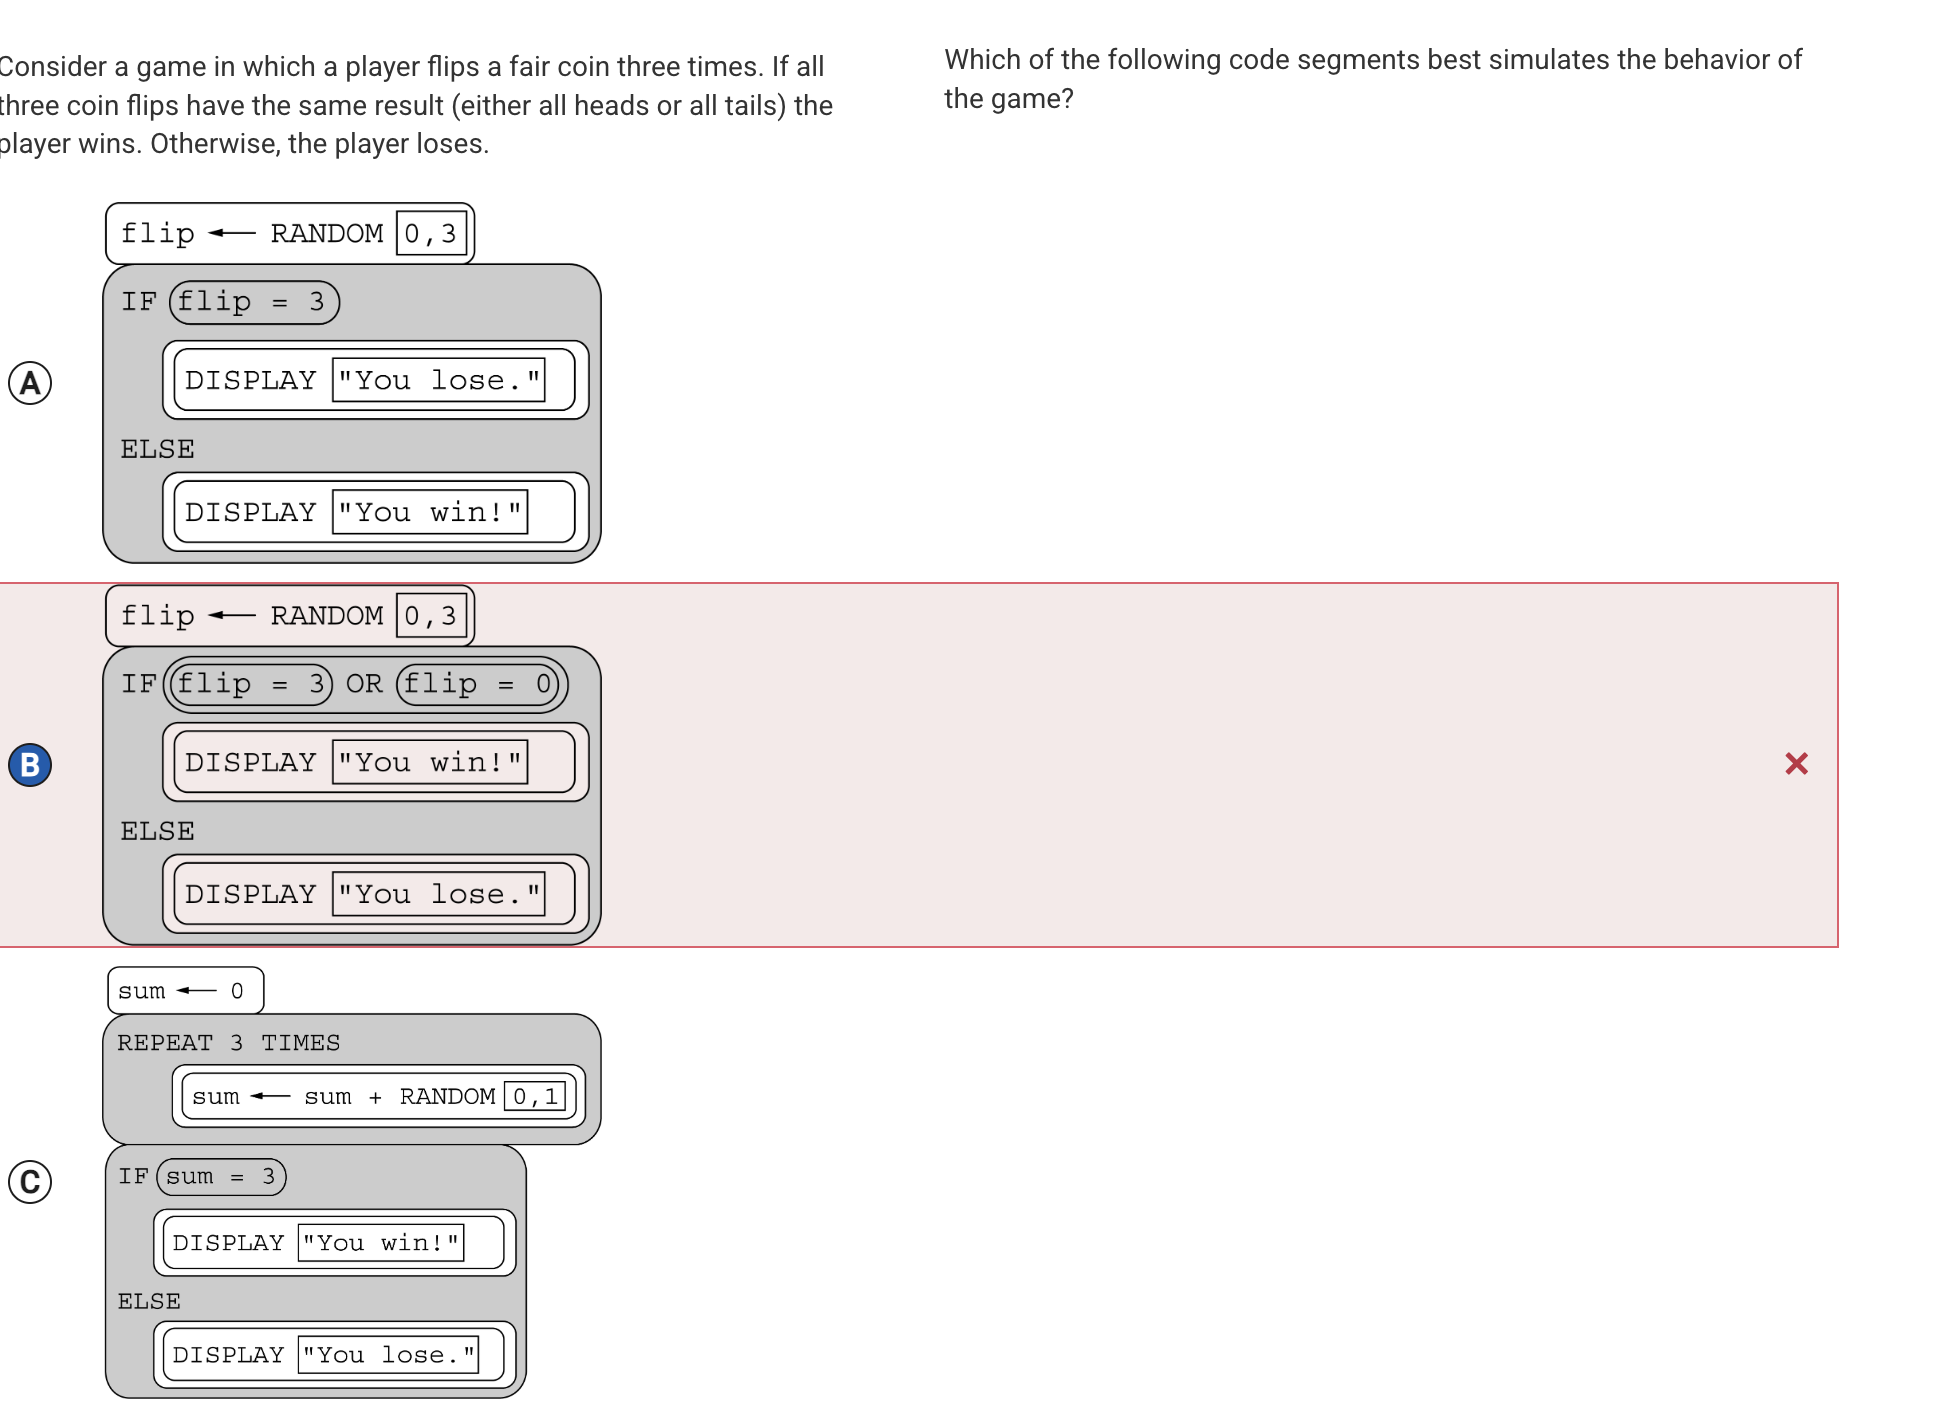 Consider a game in which a player flips a fair coin three times. If all
three coin flips have the same result (either all heads or all tails) the
player wins. Otherwise, the player loses.
Which of the following code segments best simulates the behavior of
the game?
A
flip ← RANDOM 0,3
IF flip = 3
DISPLAY "You lose."
ELSE
DISPLAY "You win!"
B
flip ← RANDOM 0,3
IF flip = 3 OR flip = 0
DISPLAY "You win!"
ELSE
DISPLAY "You lose."
C
sum ← 0
REPEAT 3 TIMES
sum ← sum + RANDOM 0,1
IF sum = 3
DISPLAY "You win!"
ELSE
DISPLAY "You lose."